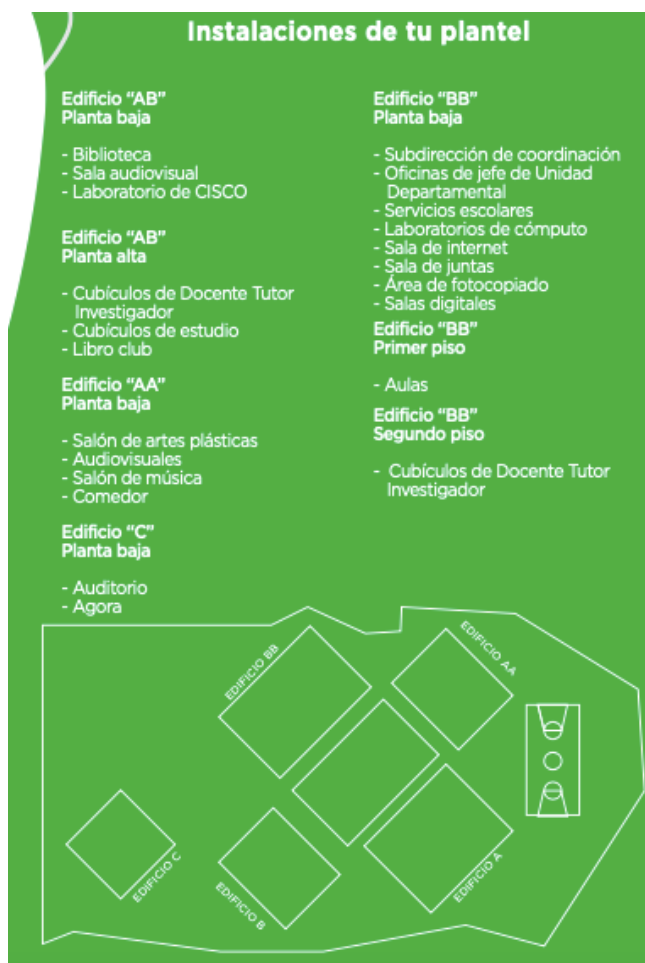 Instalaciones de tu plantel
Edificio “AB”
Planta baja
- Biblioteca
- Sala audiovisual
- Laboratorio de CISCO
Edificio “AB”
Planta alta
- Cubículos de Docente Tutor
Investigador
- Cubículos de estudio
- Libro club
Edificio “AA”
Planta baja
- Salón de artes plásticas
- Audiovisuales
- Salón de música
- Comedor
Edificio “C”
Planta baja
- Auditorio
- Agora
Edificio “BB”
Planta baja
- Subdirección de coordinación
- Oficinas de jefe de Unidad
Departamental
- Servicios escolares
- Laboratorios de cómputo
- Sala de internet
- Sala de juntas
- Área de fotocopiado
- Salas digitales
Edificio “BB”
Primer piso
- Aulas
Edificio “BB”
Segundo piso
- Cubículos de Docente Tutor
Investigador
EDIFICIO BB
EDIFICIO AA
EDIFICIO C
EDIFICIO B
EDIFICIO A